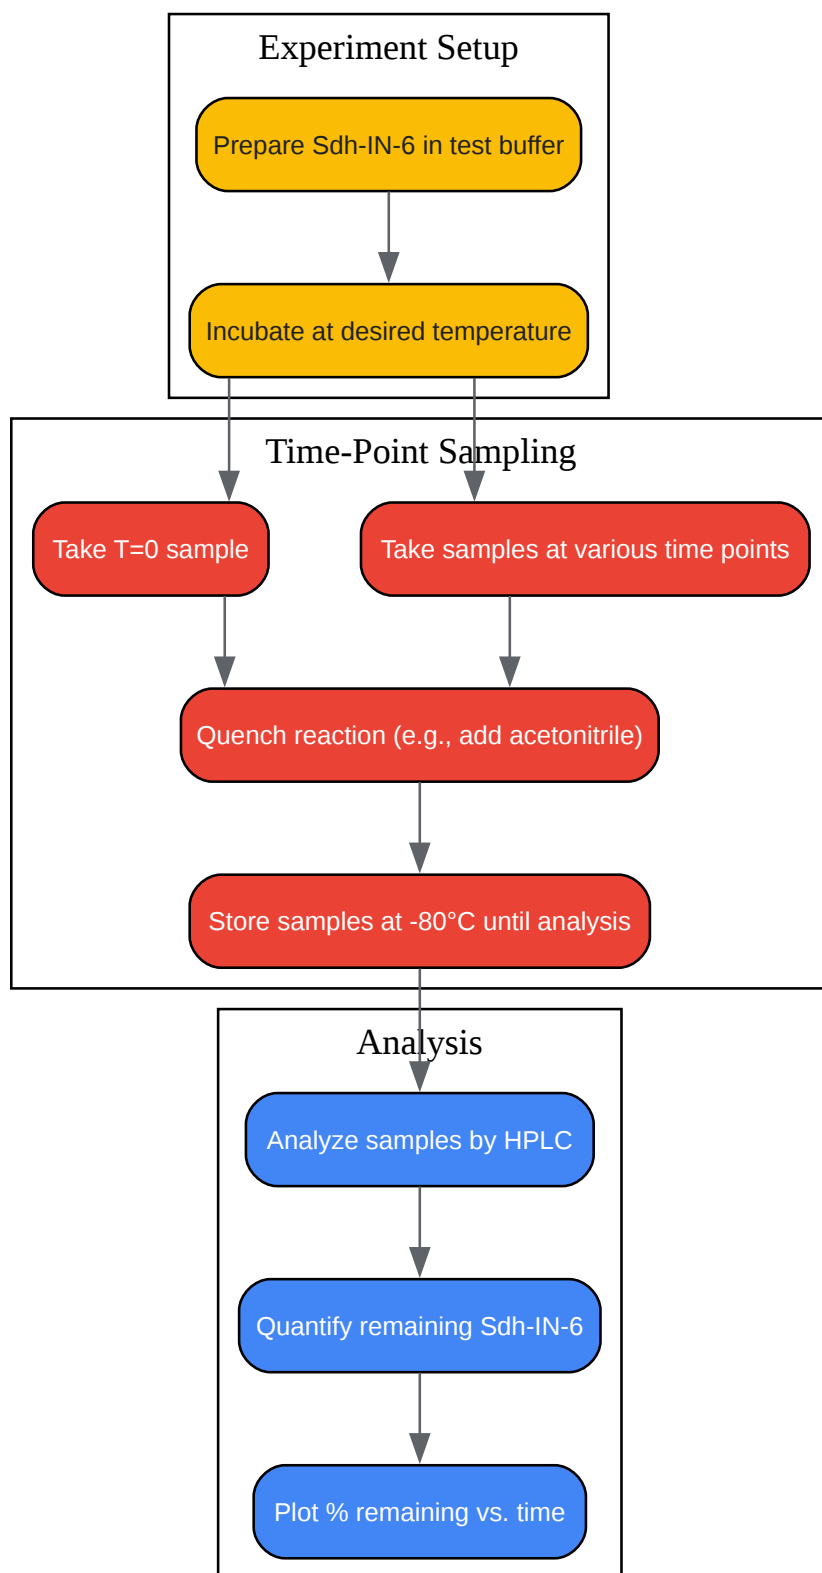 Experiment Setup
Prepare Sdh-IN-6 in test buffer
Incubate at desired temperature
Time-Point Sampling
Take T=0 sample
Take samples at various time points
Quench reaction (e.g., add acetonitrile)
Store samples at -80°C until analysis
Analysis
Analyze samples by HPLC
Quantify remaining Sdh-IN-6
Plot % remaining vs. time